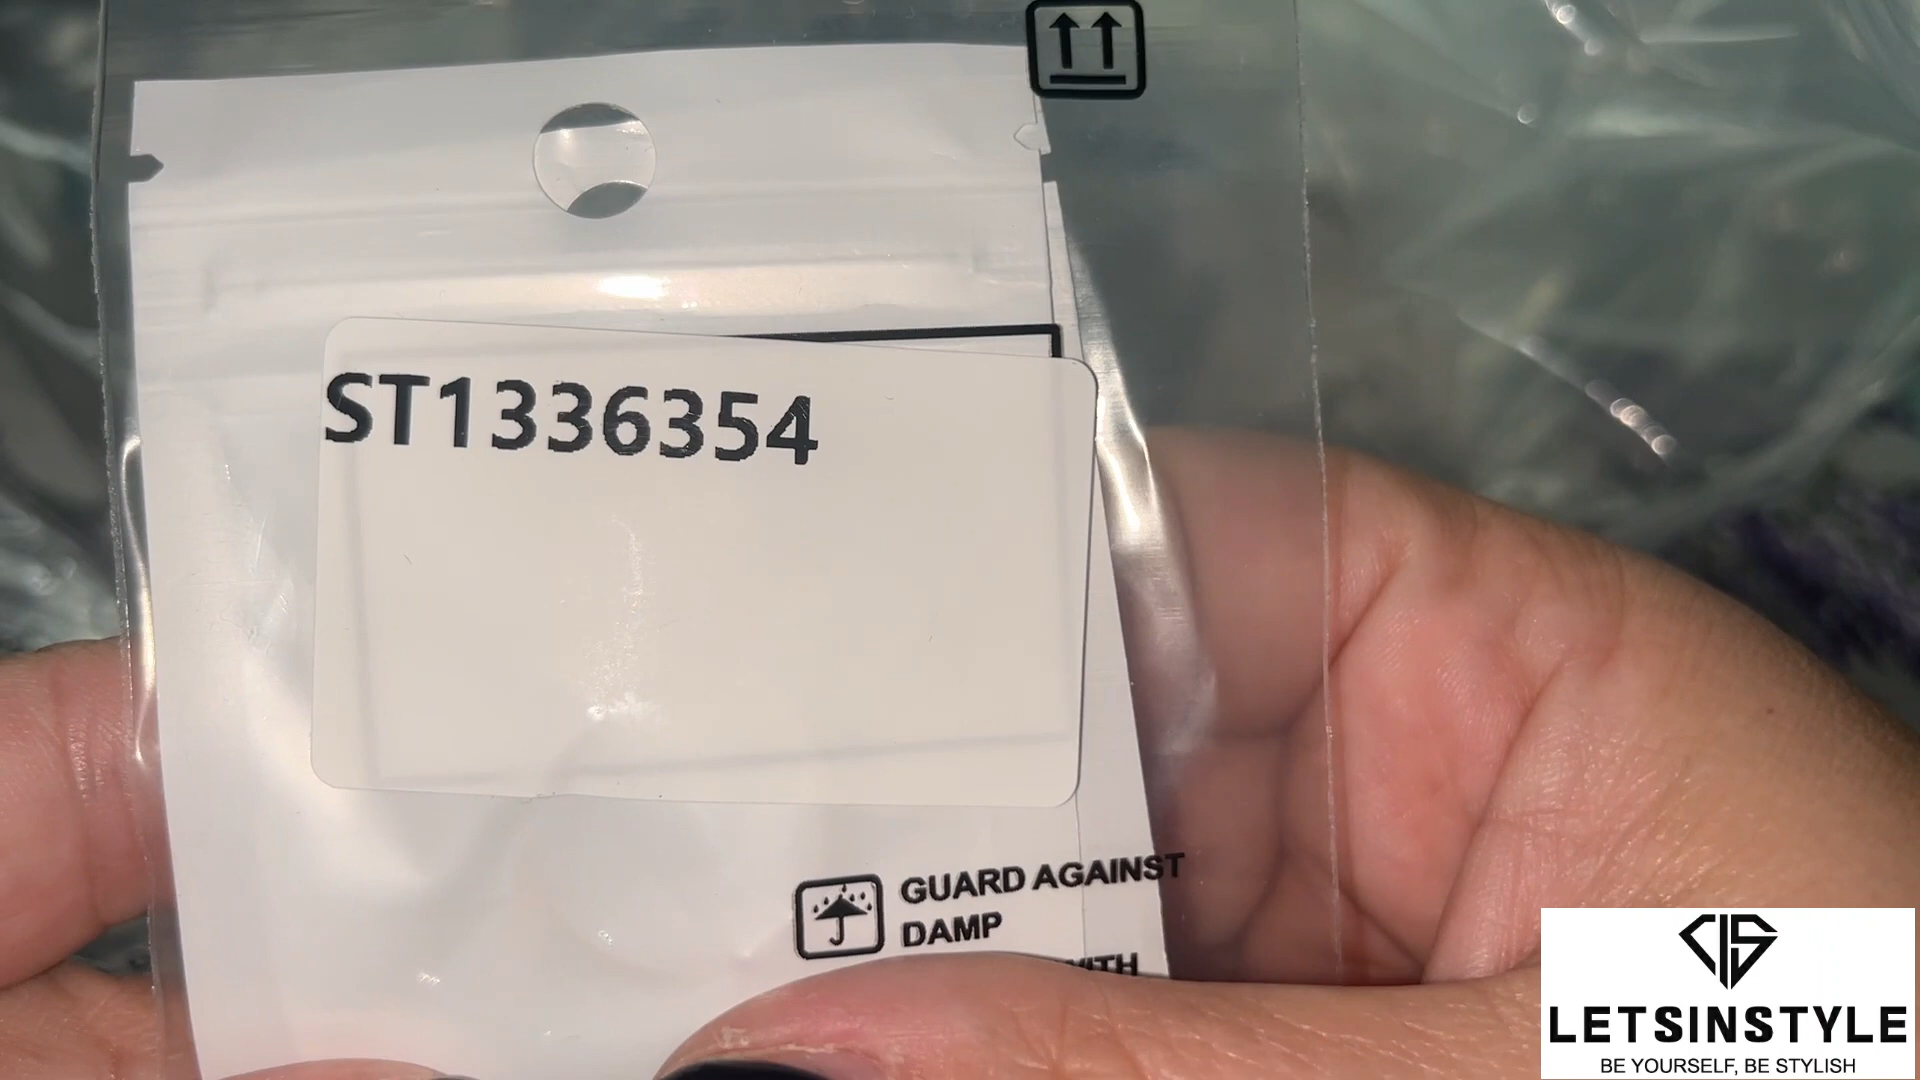 ST1336354
GUARD AGAINST
DAMP
LETSINSTYLE
BE YOURSELF, BE STYLISH